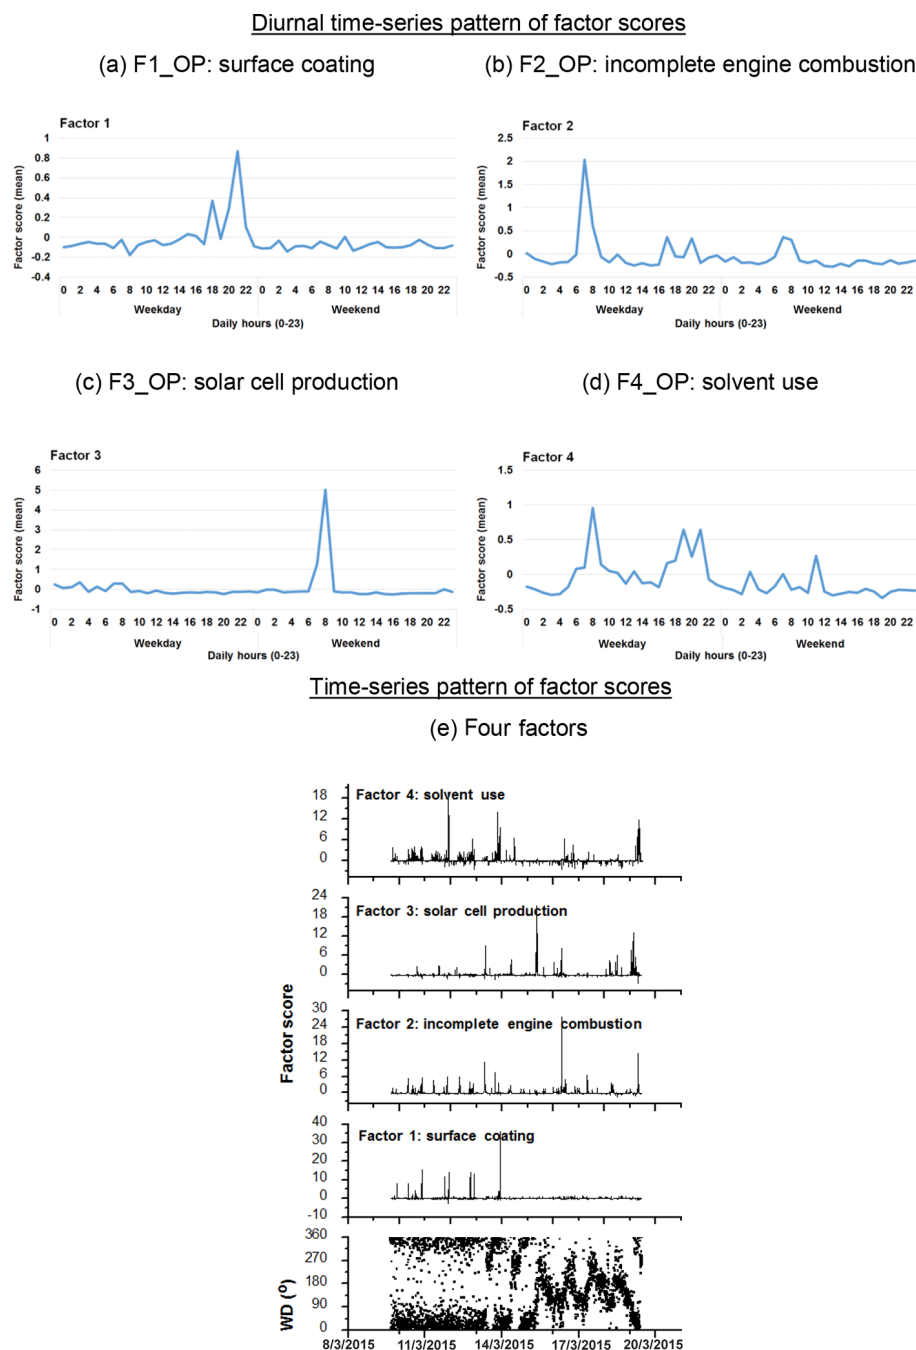 Diurnal time-series pattern of factor scores
(a) F1_OP: surface coating
(b) F2_OP: incomplete engine combustion
Factor 1
Factor score (mean)
1
0.8
0.6
0.4
0.2
0
-0.2
-0.4
0 2 4 6 8 10 12 14 16 18 20 22 0 2 4 6 8 10 12 14 16 18 20 22
Weekday Weekend
Daily hours (0-23)
Factor 2
Factor score (mean)
2.5
2
1.5
1
0.5
0
-0.5
0 2 4 6 8 10 12 14 16 18 20 22 0 2 4 6 8 10 12 14 16 18 20 22
Weekday Weekend
Daily hours (0-23)
(c) F3_OP: solar cell production
(d) F4_OP: solvent use
Factor 3
Factor score (mean)
6
5
4
3
2
1
0
-1
0 2 4 6 8 10 12 14 16 18 20 22 0 2 4 6 8 10 12 14 16 18 20 22
Weekday Weekend
Daily hours (0-23)
Factor 4
Factor score (mean)
1.5
1
0.5
0
-0.5
0 2 4 6 8 10 12 14 16 18 20 22 0 2 4 6 8 10 12 14 16 18 20 22
Weekday Weekend
Daily hours (0-23)
Time-series pattern of factor scores
(e) Four factors
Factor score
Factor 4: solvent use
18
12
6
0
Factor 3: solar cell production
24
18
12
6
0
Factor 2: incomplete engine combustion
30
24
18
12
6
0
Factor 1: surface coating
40
30
20
10
0
-10
WD (º)
360
270
180
90
0
8/3/2015 11/3/2015 14/3/2015 17/3/2015 20/3/2015